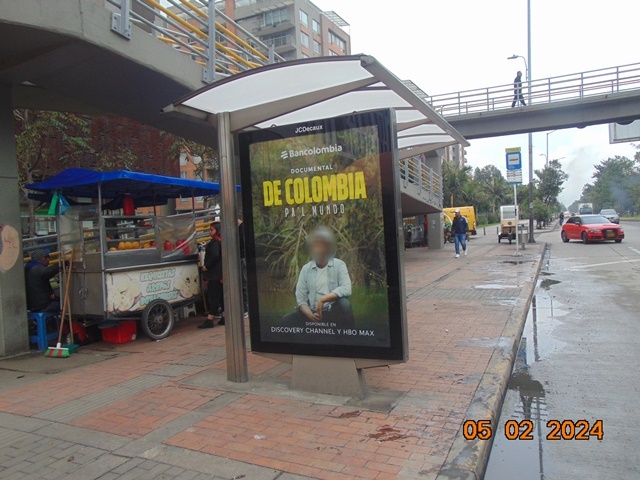 JCDecaux
Bancolombia
DOCUMENTAL
DE COLOMBIA
PA'L MUNDO
DISPONIBLE EN
DISCOVERY CHANNEL Y HBO MAX
05 02 2024